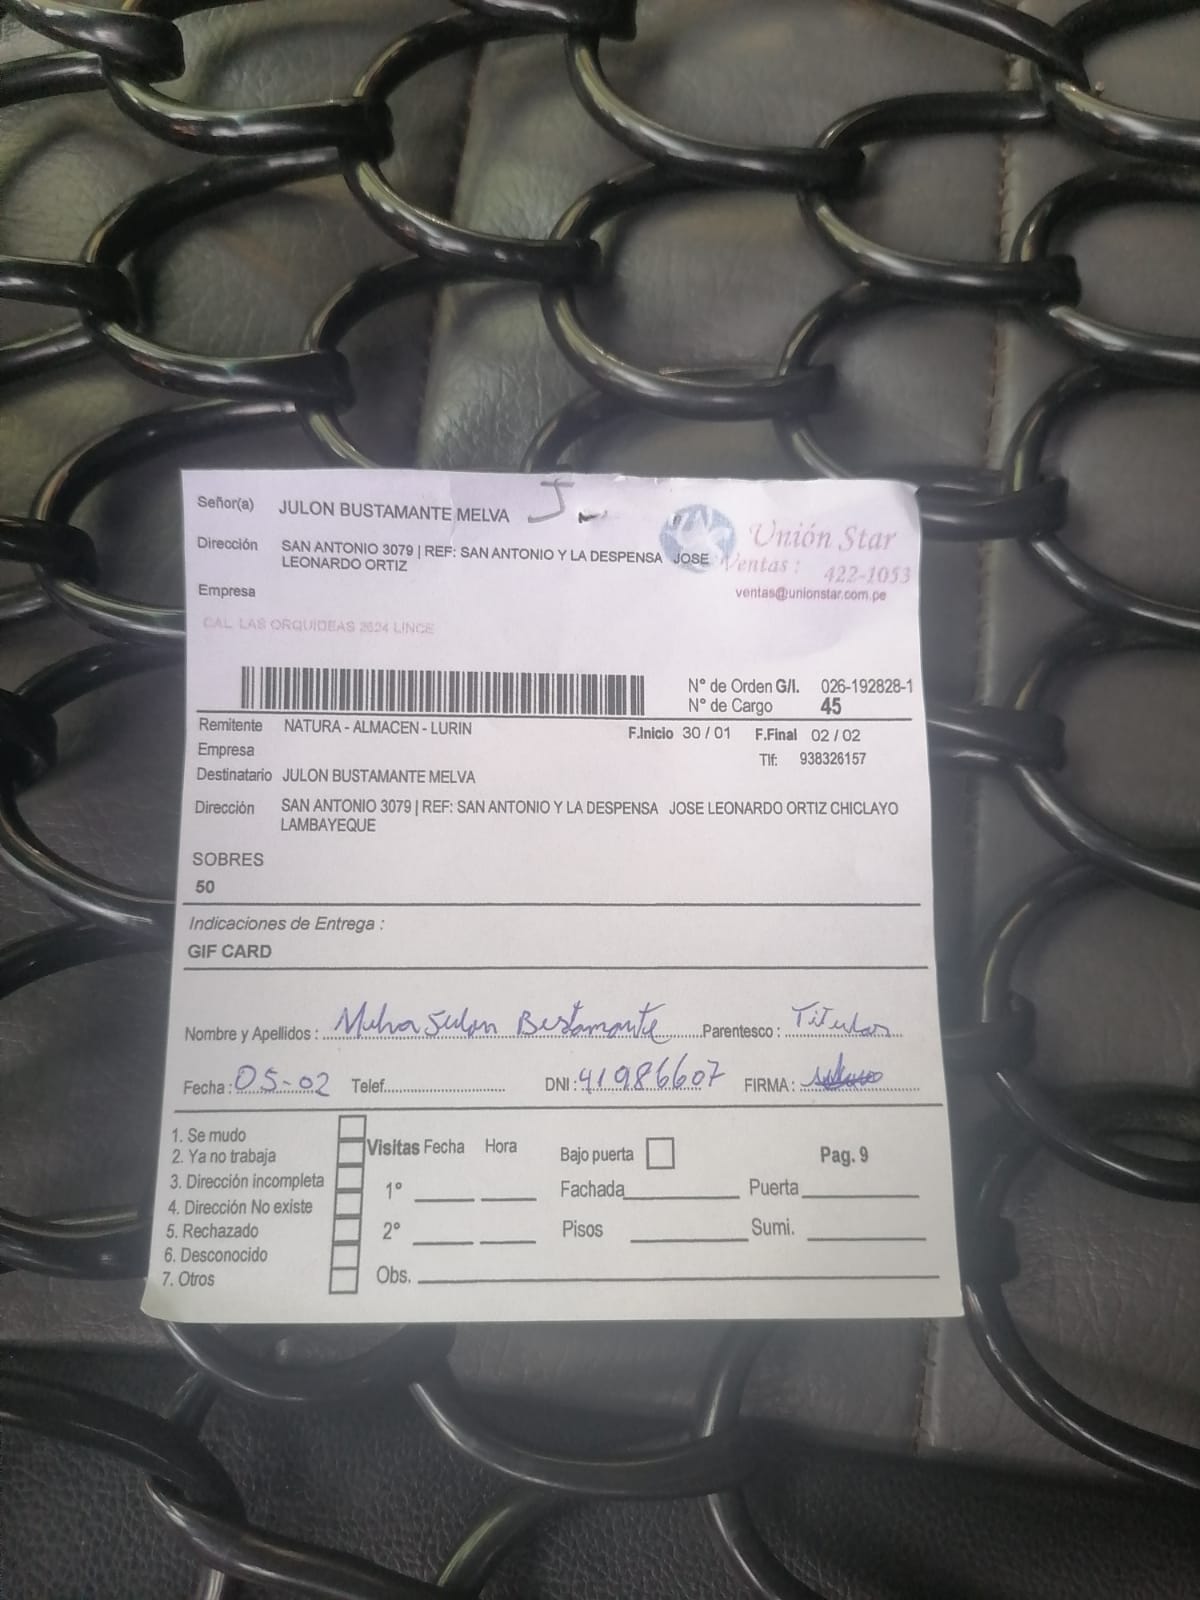 Señor(a) JULON BUSTAMANTE MELVA
Dirección SAN ANTONIO 3079 | REF: SAN ANTONIO Y LA DESPENSA JOSE
LEONARDO ORTIZ
Unión Star
Ventas : 422-1053
ventas@unionstar.com.pe
Empresa
CAL. LAS ORQUIDEAS 2624 LINCE
N° de Orden G/I. 026-192828-1
N° de Cargo 45
Remitente NATURA - ALMACEN - LURIN F.Inicio 30 / 01 F.Final 02 / 02
Empresa Tlf: 938326157
Destinatario JULON BUSTAMANTE MELVA
Dirección SAN ANTONIO 3079 | REF: SAN ANTONIO Y LA DESPENSA JOSE LEONARDO ORTIZ CHICLAYO
LAMBAYEQUE
SOBRES
50
Indicaciones de Entrega :
GIF CARD
Nombre y Apellidos : Melva Julon Bustamante Parentesco : Titular
Fecha : 05-02 Telef. DNI : 41986607 FIRMA :
1. Se mudo
2. Ya no trabaja
3. Dirección incompleta
4. Dirección No existe
5. Rechazado
6. Desconocido
7. Otros
Visitas Fecha Hora
1°
2°
Obs.
Bajo puerta Pag. 9
Fachada Puerta
Pisos Sumi.